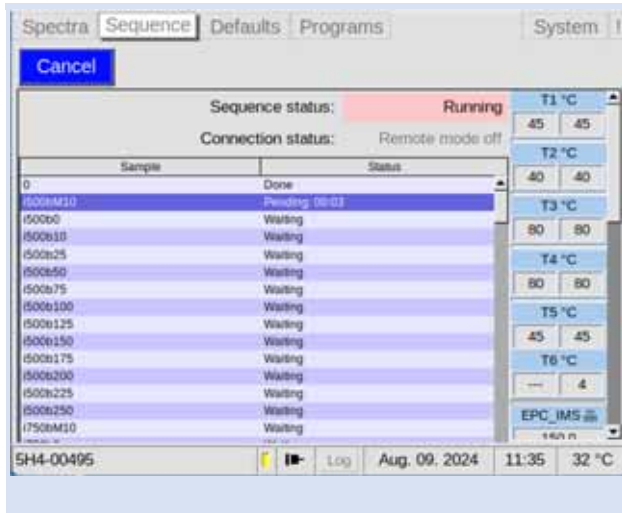 Spectra Sequence Defaults Programs System
Cancel
Sequence status: Running
Connection status: Remote mode off
Sample Status
0 Done
i500bM10 Pending: 00:03
i500b0 Waiting
i500b10 Waiting
i500b25 Waiting
i500b50 Waiting
i500b75 Waiting
i500b100 Waiting
i500b125 Waiting
i500b150 Waiting
i500b175 Waiting
i500b200 Waiting
i500b225 Waiting
i500b250 Waiting
i750bM10 Waiting
T1 °C
45 45
T2 °C
40 40
T3 °C
80 80
T4 °C
80 80
T5 °C
45 45
T6 °C
--- 4
EPC_IMS
150.0
5H4-00495 Log Aug. 09. 2024 11:35 32 °C